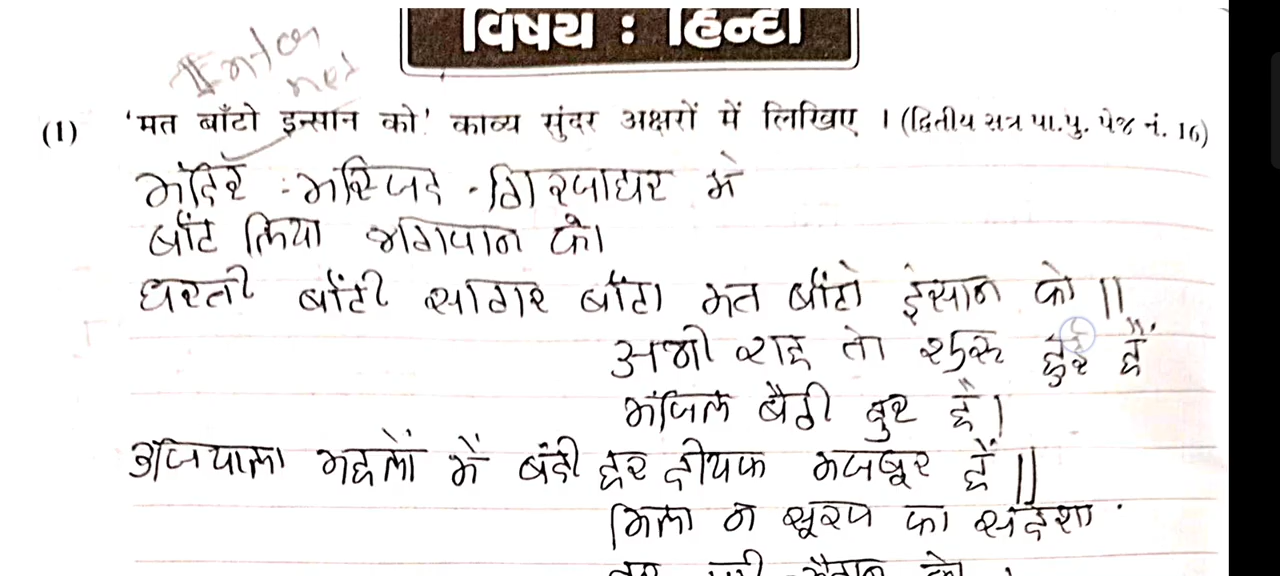 विषय : हिन्दी
(1) 'मत बाँटो इन्सान को' काव्य सुंदर अक्षरों में लिखिए । (द्वितीय सत्र पा.पु. पेज नं. 16)
मंदिरें - मस्जिद - गिरजाघर में
बाँट लिया भगवान को।
धरती बाँटी सागर बाँटा मत बाँटो इंसान को ||
अभी राह तो शुरू हुई हैं
मंजिल बैठी दुर हैं।
उजियाला महलों में बंदी हर दीपक मजबूर हैं ||
मिला न सूरज का संदेशा